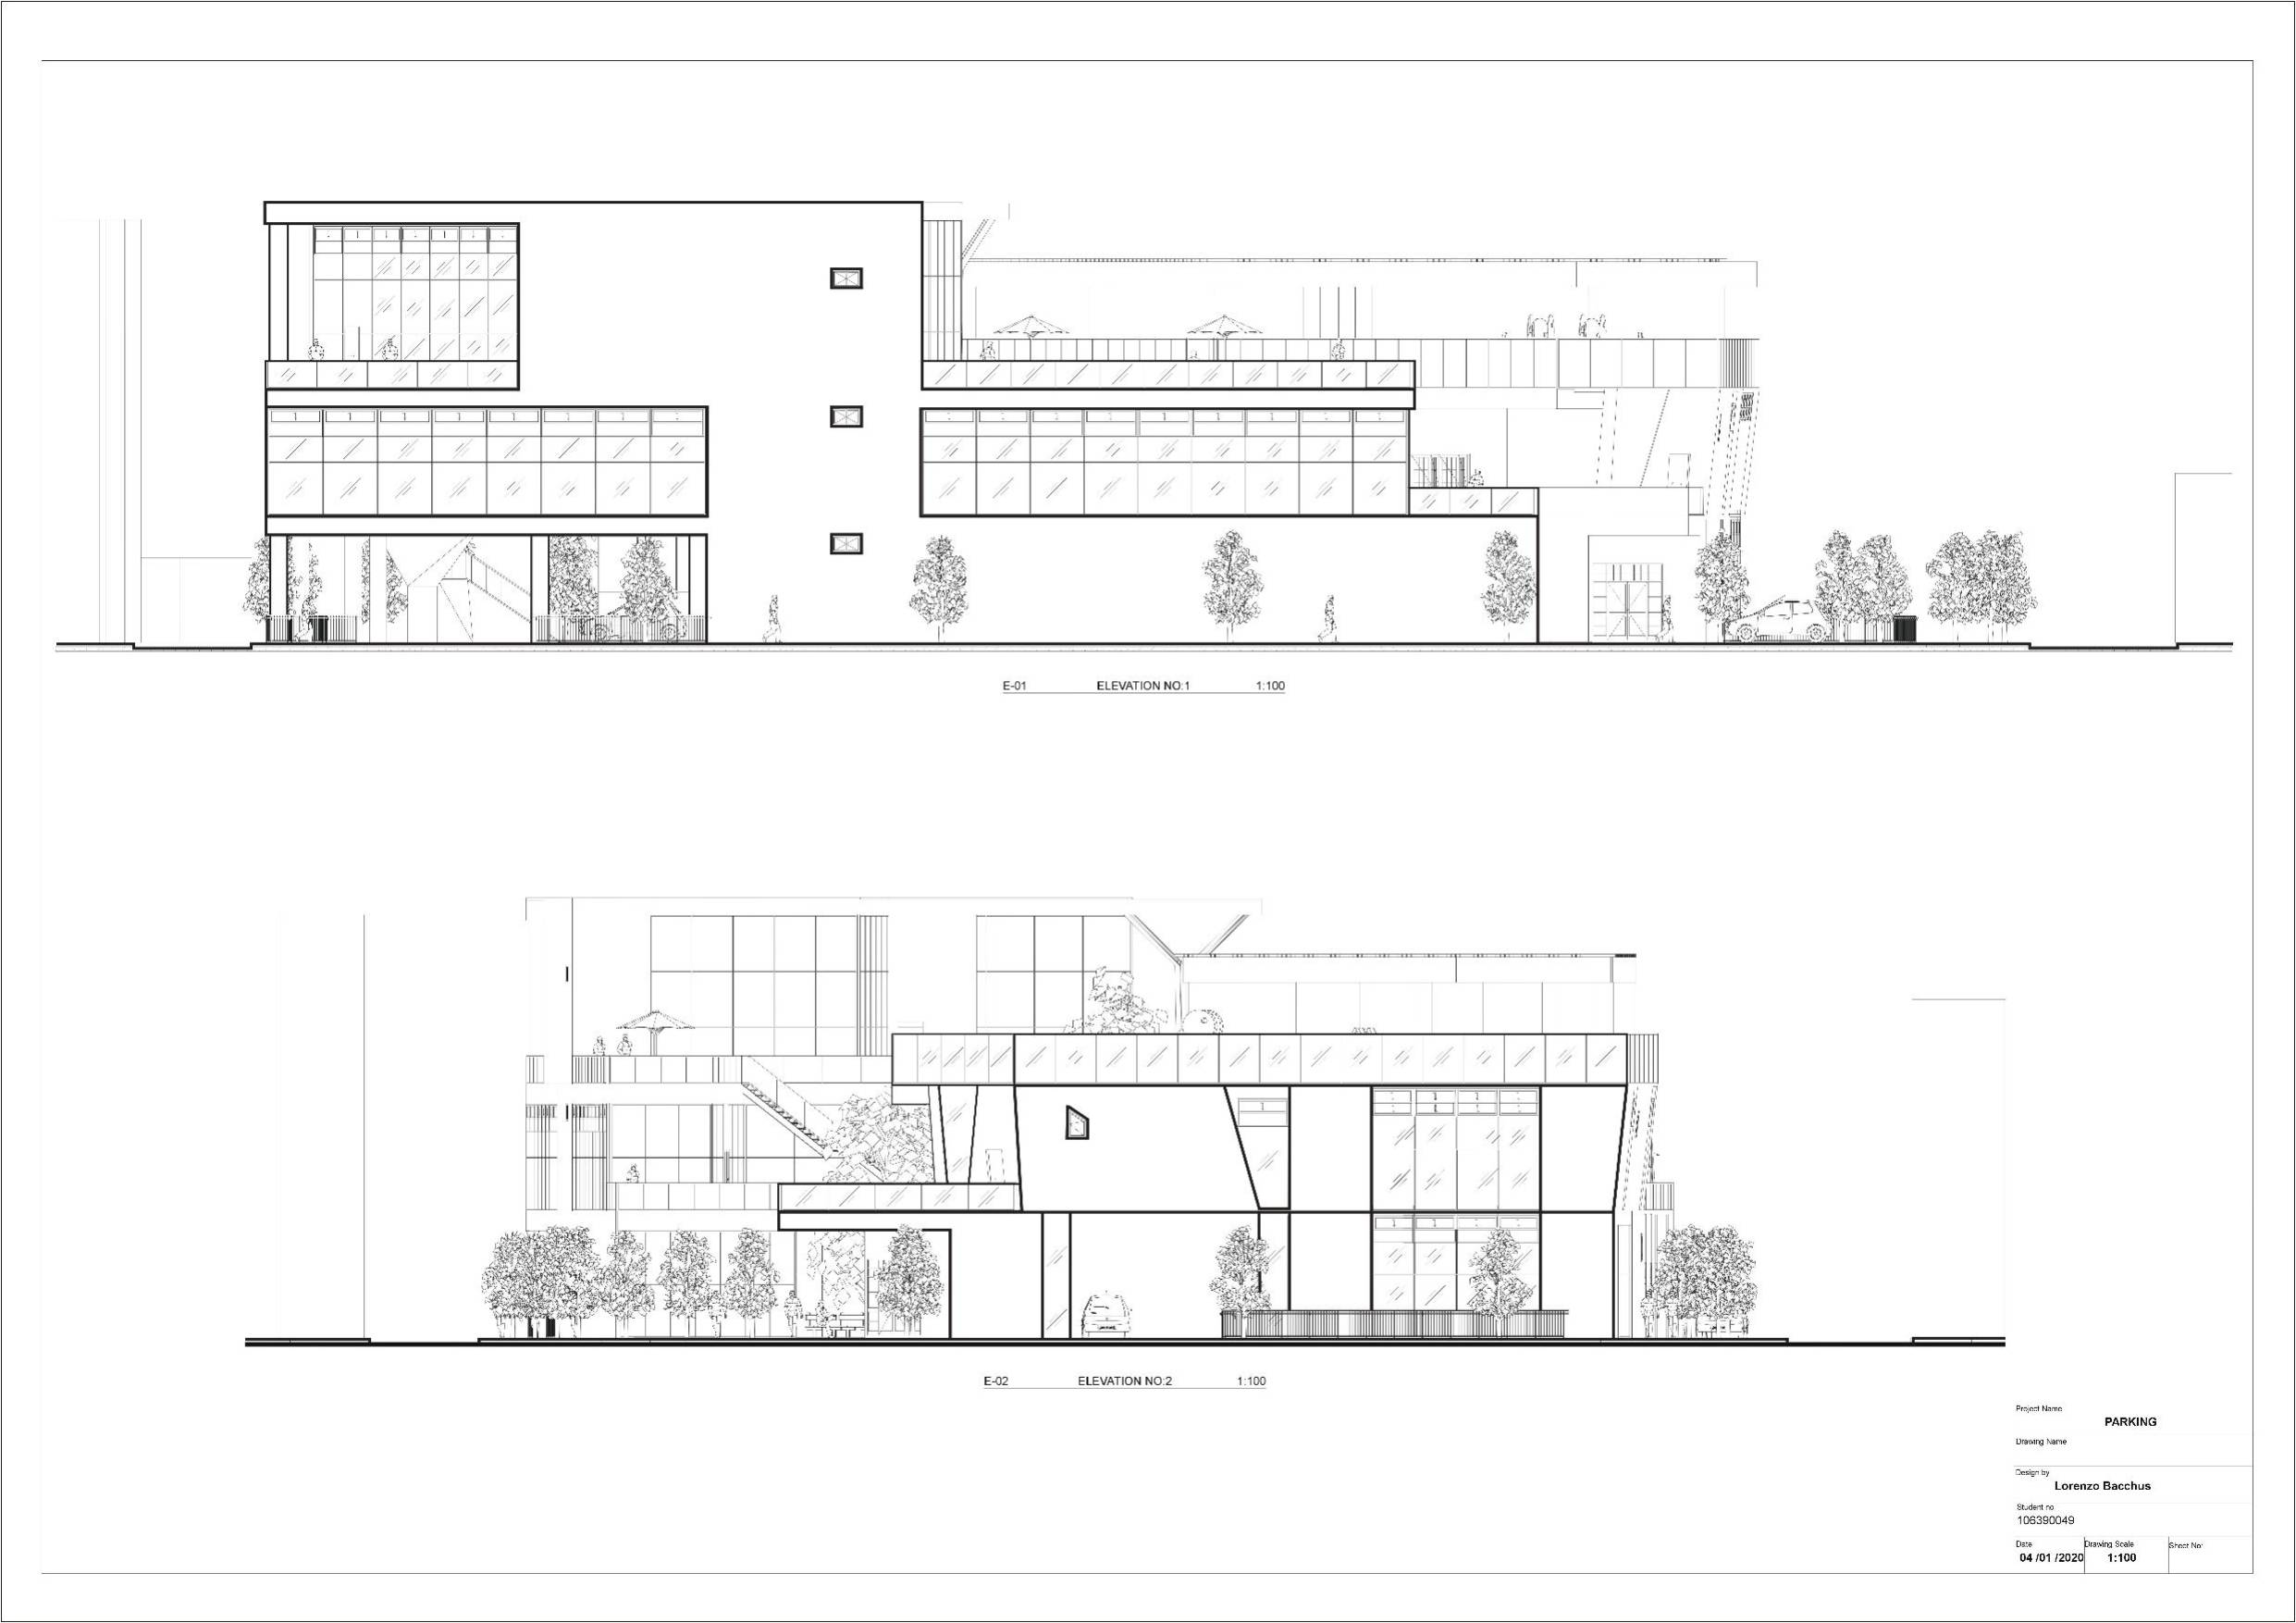 E-01 ELEVATION NO:1 1:100
E-02 ELEVATION NO:2 1:100
Project Name
PARKING
Drawing Name
Design by
Lorenzo Bacchus
Student no
106390049
Date Drawing Scale Sheet No:
04 /01 /2020 1:100